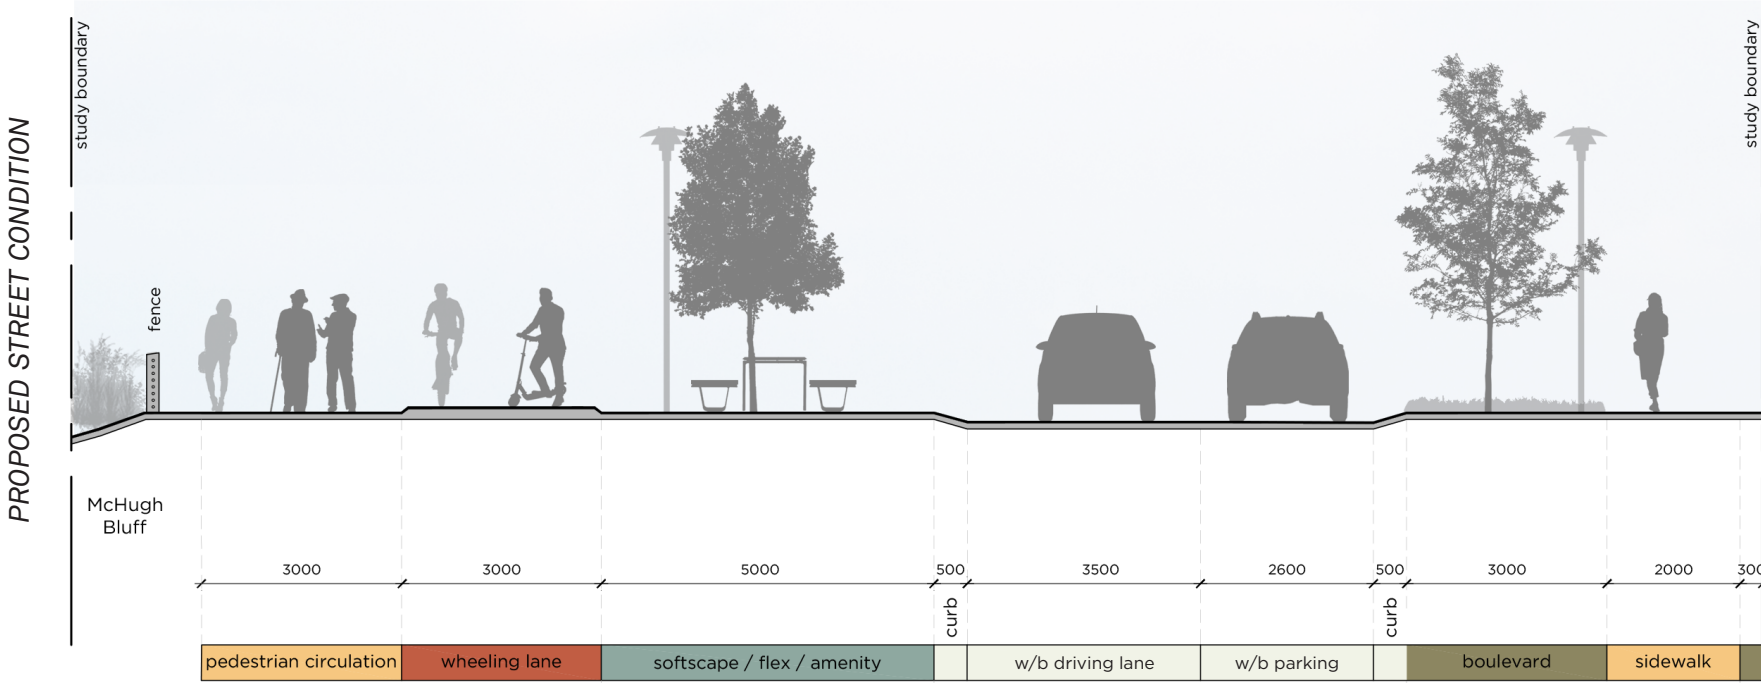 PROPOSED STREET CONDITION
study boundary
study boundary
fence
McHugh
Bluff
3000 3000 5000 500 3500 2600 500 3000 2000
curb curb
pedestrian circulation wheeling lane softscape / flex / amenity w/b driving lane w/b parking boulevard sidewalk